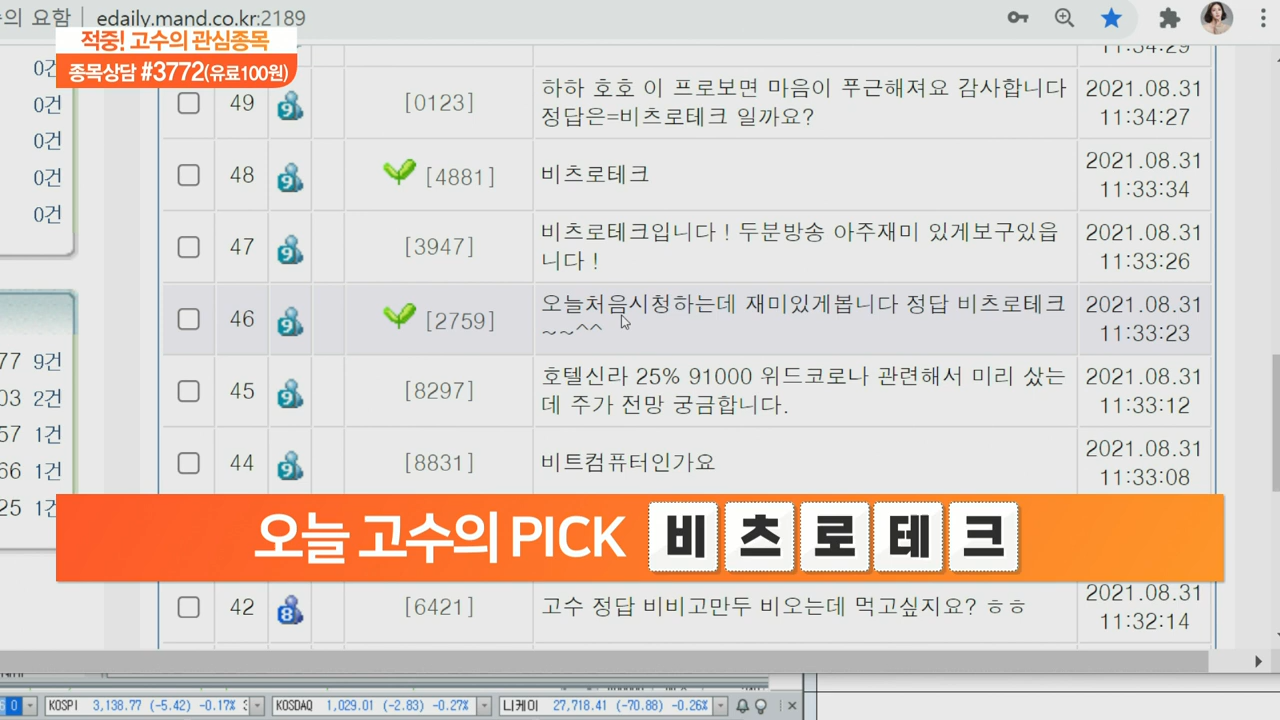 수의 요함
edaily.mand.co.kr:2189
적중! 고수의 관심종목
종목상담 #3772(유료100원)
0건
0건
0건
0건
0건
77 9건
03 2건
57 1건
66 1건
25 1건
11:34:29
49 9 [0123] 하하 호호 이 프로보면 마음이 푸근해져요 감사합니다 2021.08.31
정답은=비츠로테크 일까요? 11:34:27
48 9 [4881] 비츠로테크 2021.08.31
11:33:34
47 9 [3947] 비츠로테크입니다 ! 두분방송 아주재미 있게보구있읍 2021.08.31
니다 ! 11:33:26
46 9 [2759] 오늘처음시청하는데 재미있게봅니다 정답 비츠로테크 2021.08.31
~~^^ 11:33:23
45 9 [8297] 호텔신라 25% 91000 위드코로나 관련해서 미리 샀는 2021.08.31
데 주가 전망 궁금합니다. 11:33:12
44 9 [8831] 비트컴퓨터인가요 2021.08.31
11:33:08
오늘 고수의 PICK 비츠로테크
42 8 [6421] 고수 정답 비비고만두 비오는데 먹고싶지요? ㅎㅎ 2021.08.31
11:32:14
0 KOSPI 3,138.77 (-5.42) -0.17% KOSDAQ 1,029.01 (-2.83) -0.27% 니케이 27,718.41 (-70.88) -0.26%